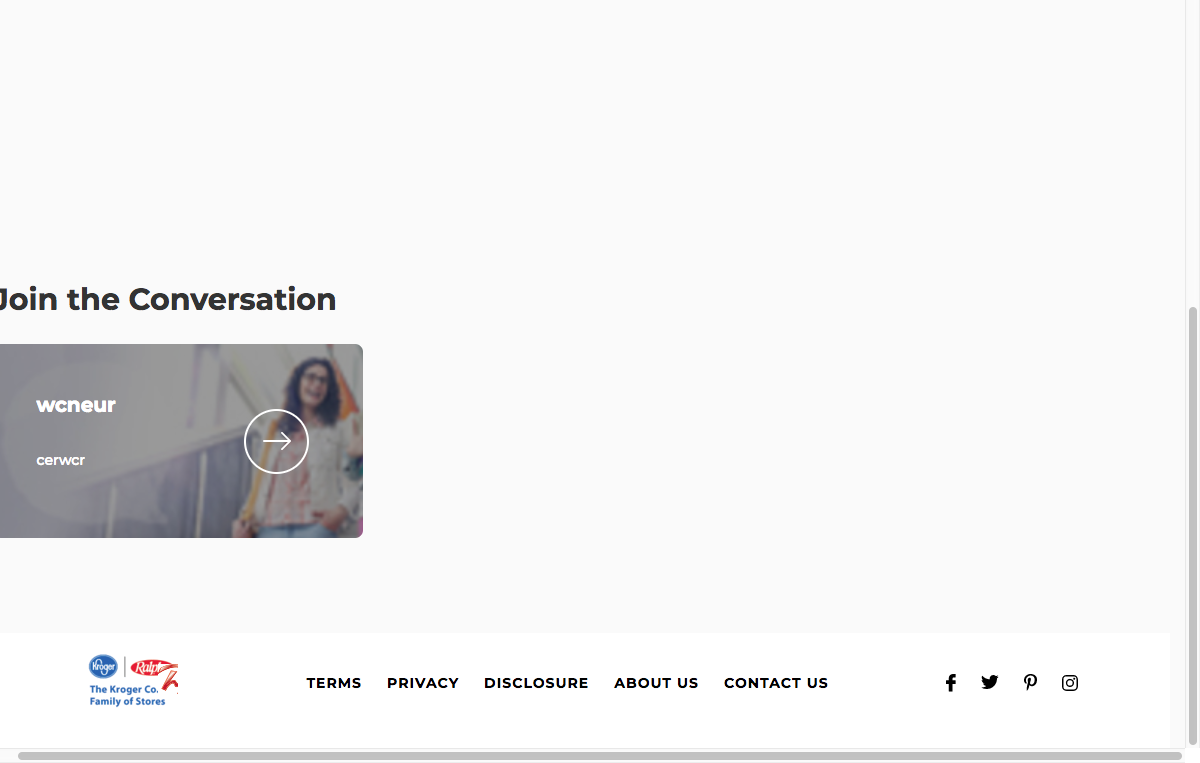 Join the Conversation
wcneur
cerwcr
Kroger
Ralphs
The Kroger Co.
Family of Stores
TERMS PRIVACY DISCLOSURE ABOUT US CONTACT US